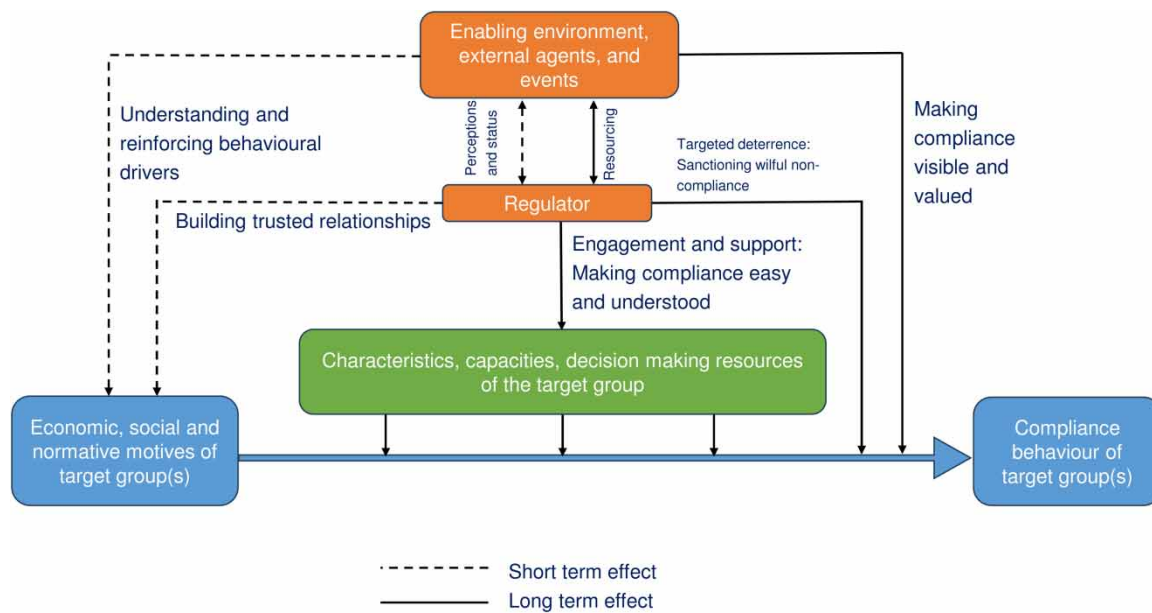 Enabling environment,
external agents, and
events
Understanding and
reinforcing behavioural
drivers
Perceptions
and status
Resourcing
Targeted deterrence:
Sanctioning wilful non-
compliance
Making
compliance
visible and
valued
Regulator
Building trusted relationships
Engagement and support:
Making compliance easy
and understood
Characteristics, capacities, decision making resources
of the target group
Economic, social and
normative motives of
target group(s)
Compliance
behaviour of
target group(s)
Short term effect
Long term effect